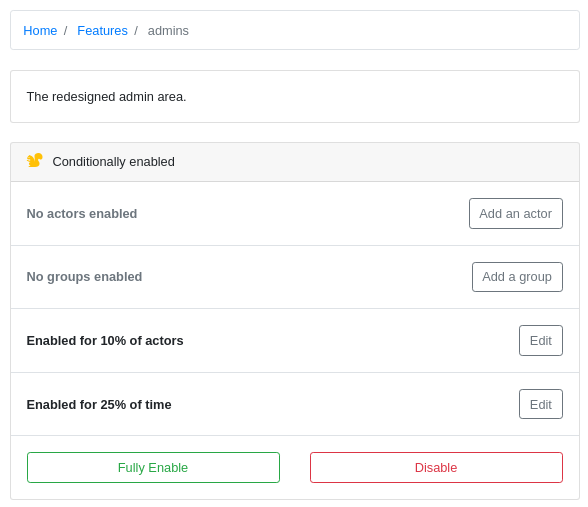 Home / Features / admins
The redesigned admin area.
Conditionally enabled
No actors enabled Add an actor
No groups enabled Add a group
Enabled for 10% of actors Edit
Enabled for 25% of time Edit
Fully Enable Disable